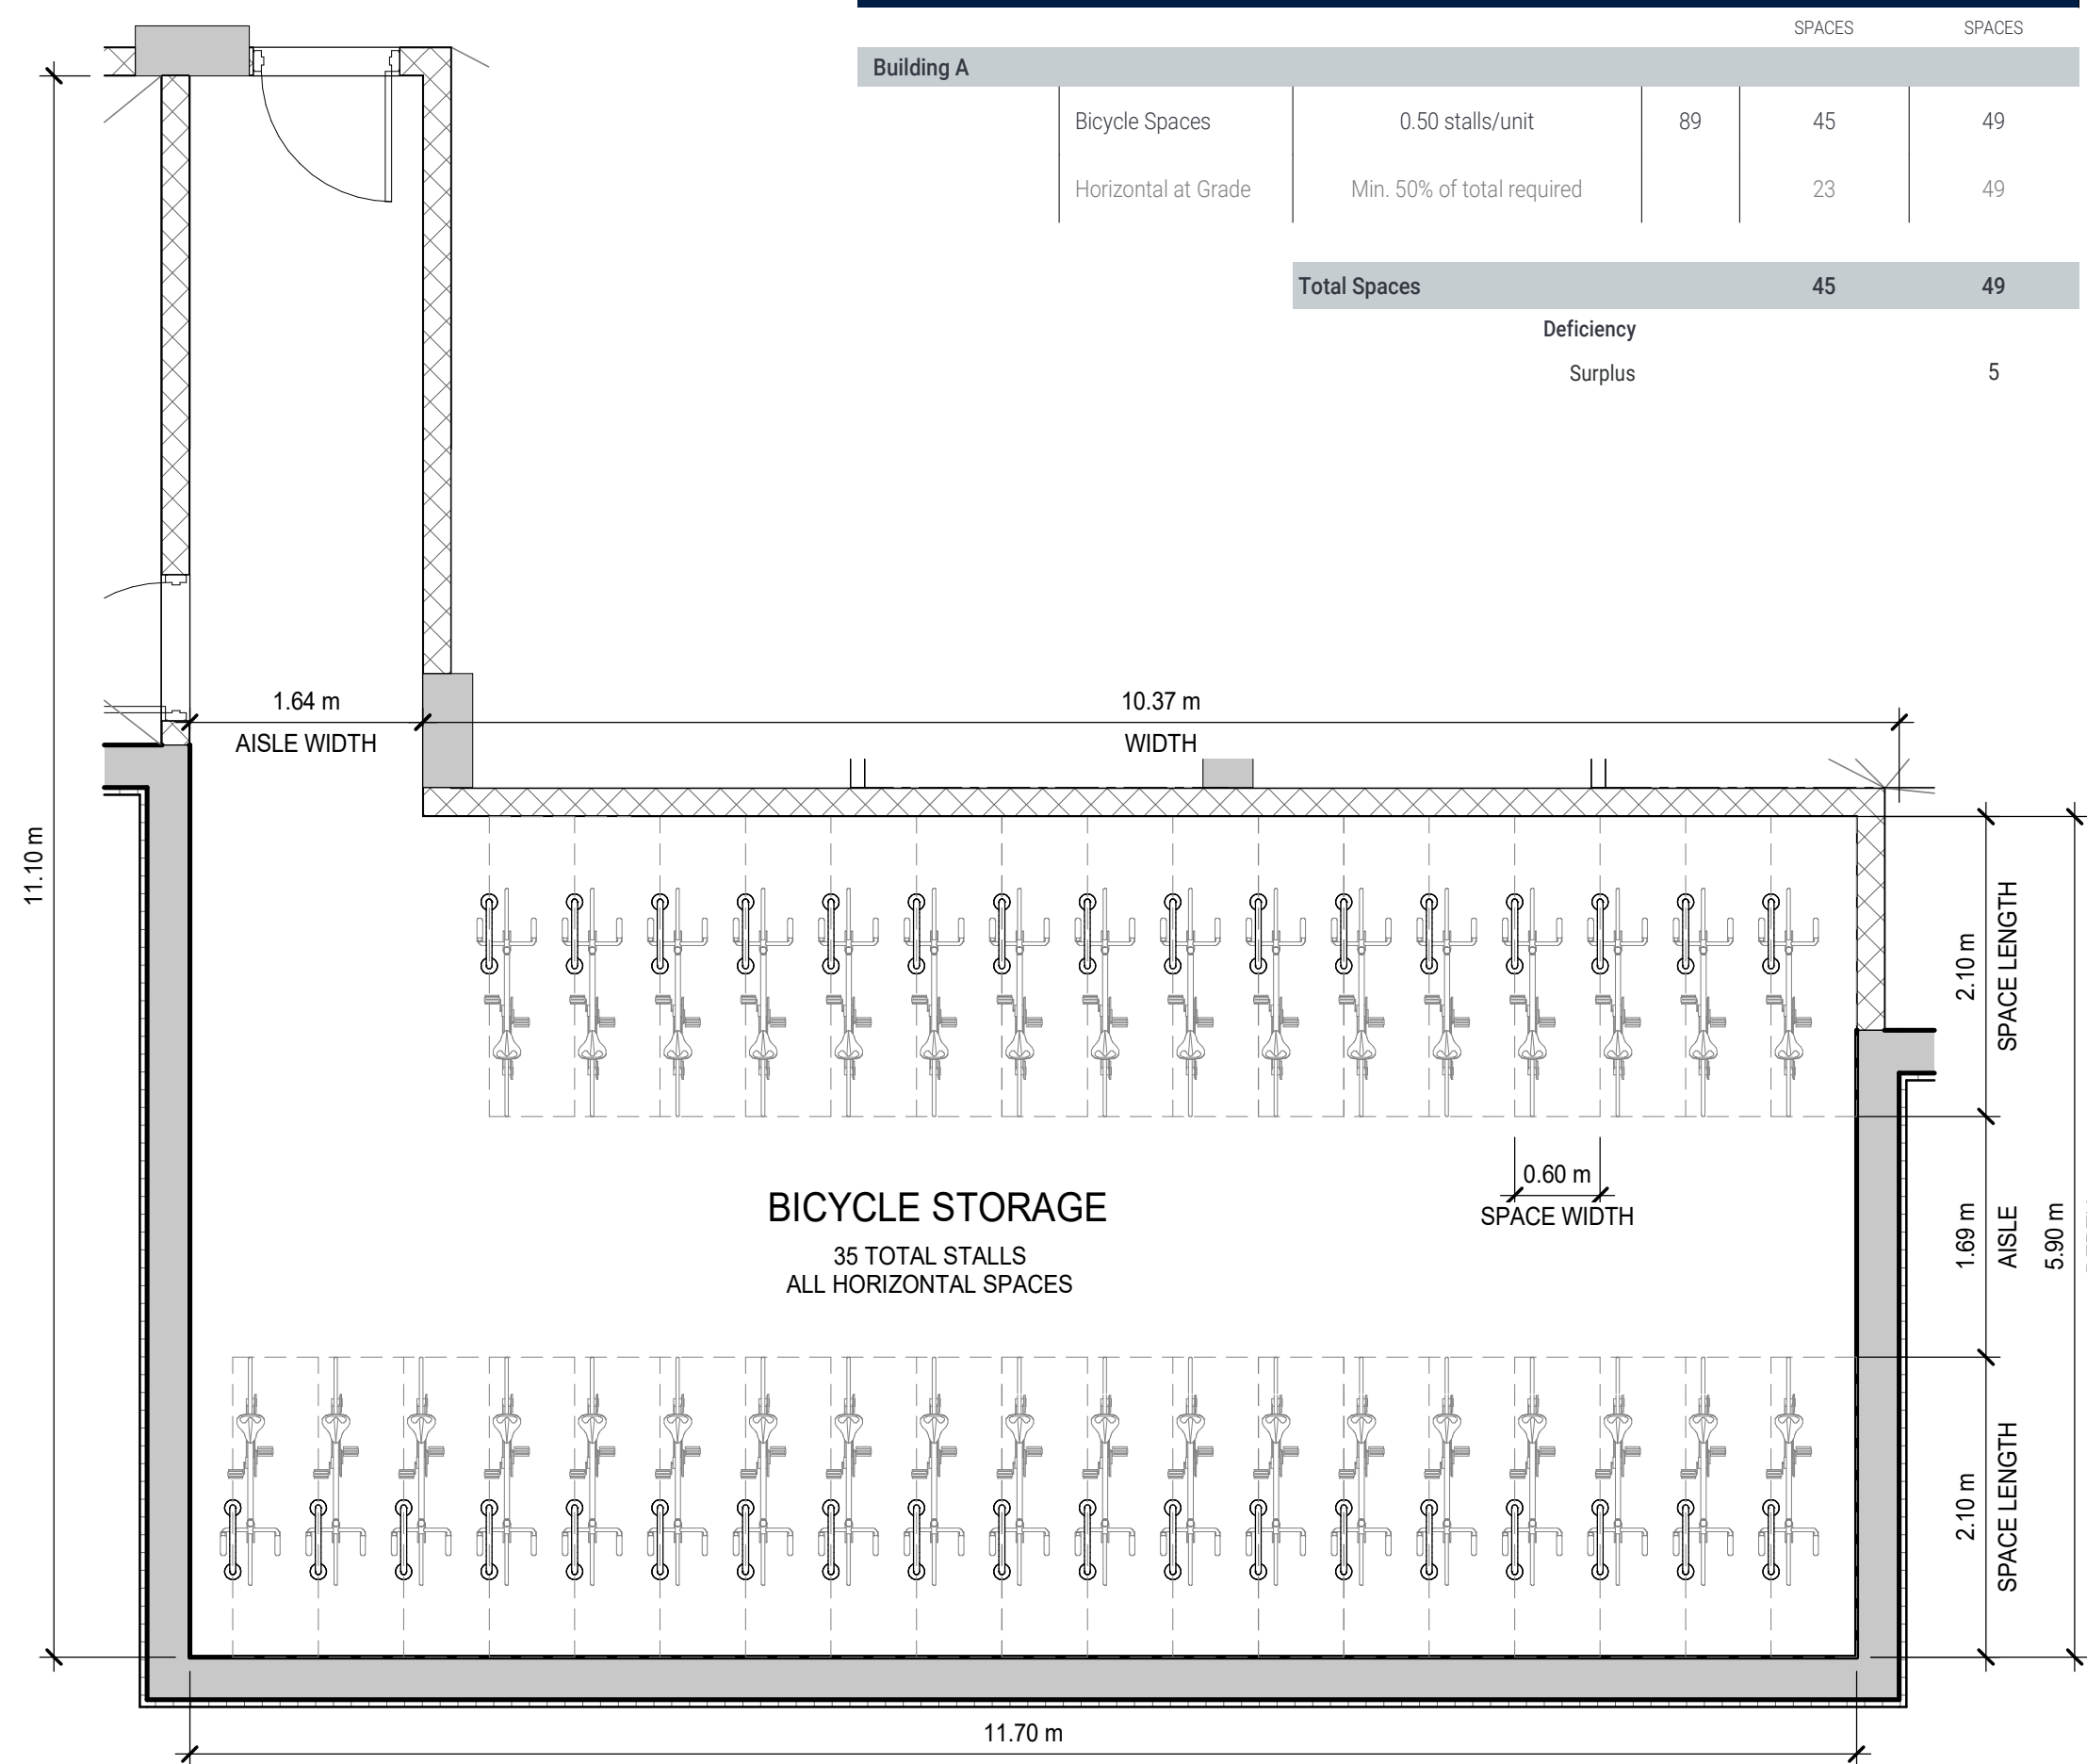 SPACES SPACES
Building A
Bicycle Spaces 0.50 stalls/unit 89 45 49
Horizontal at Grade Min. 50% of total required 23 49
Total Spaces 45 49
Deficiency
Surplus 5
1.64 m
AISLE WIDTH
10.37 m
WIDTH
11.10 m
2.10 m
SPACE LENGTH
0.60 m
SPACE WIDTH
BICYCLE STORAGE
35 TOTAL STALLS
ALL HORIZONTAL SPACES
1.69 m
AISLE
5.90 m
2.10 m
SPACE LENGTH
11.70 m